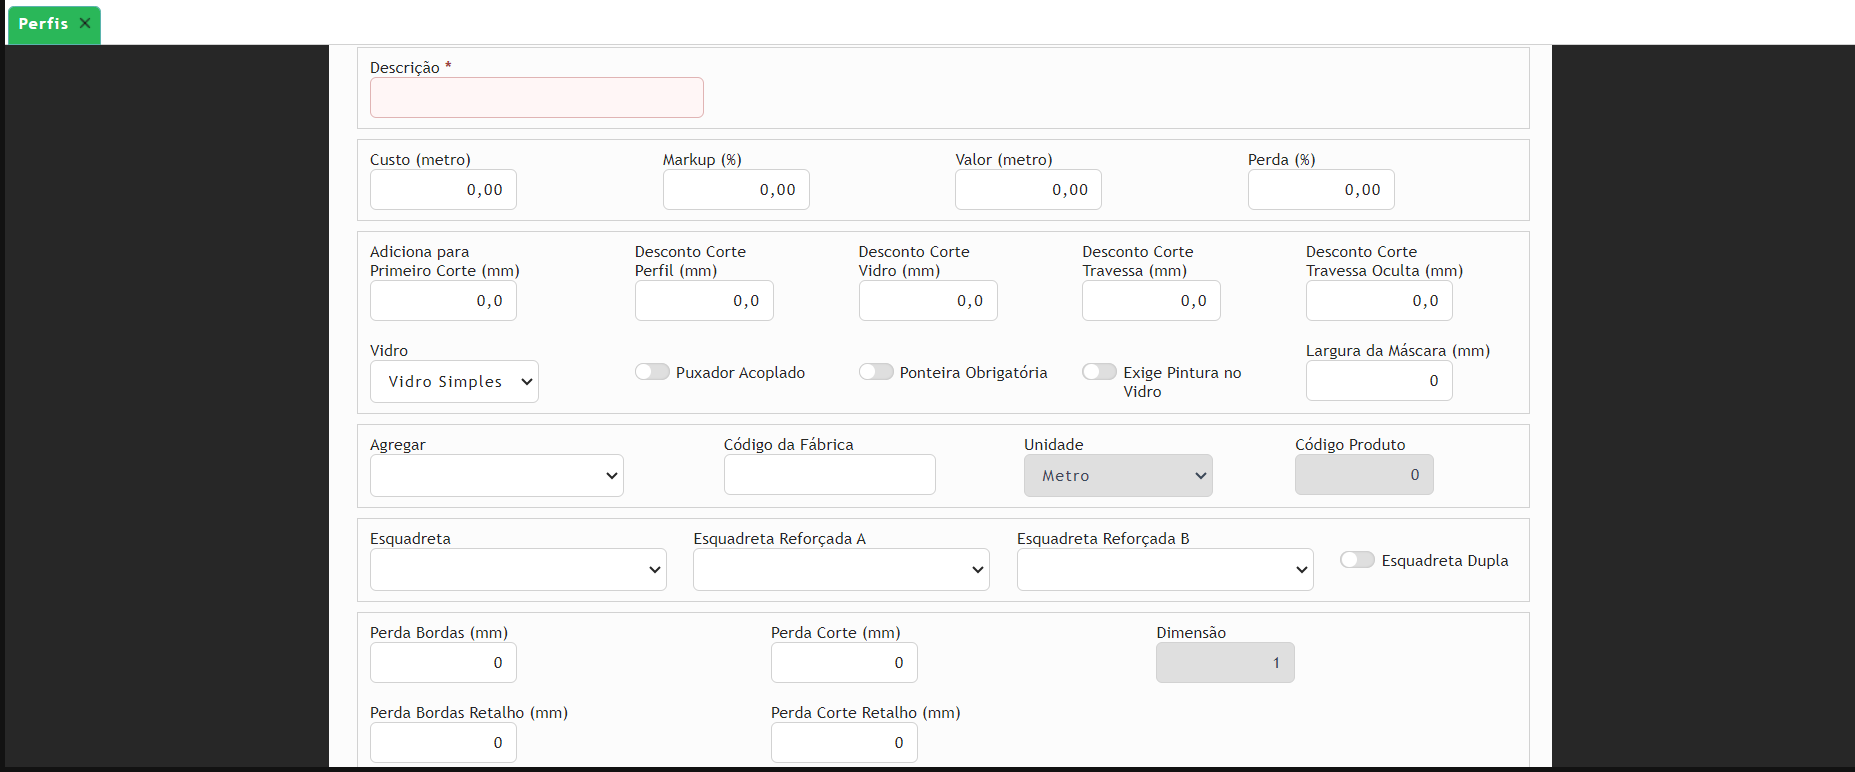 Perfis ×
Descrição *
Custo (metro) Markup (%) Valor (metro) Perda (%)
0,00 0,00 0,00 0,00
Adiciona para Desconto Corte Desconto Corte Desconto Corte Desconto Corte
Primeiro Corte (mm) Perfil (mm) Vidro (mm) Travessa (mm) Travessa Oculta (mm)
0,0 0,0 0,0 0,0 0,0
Vidro Largura da Máscara (mm)
Vidro Simples Puxador Acoplado Ponteira Obrigatória Exige Pintura no 0
Vidro
Agregar Código da Fábrica Unidade Código Produto
Metro 0
Esquadreta Esquadreta Reforçada A Esquadreta Reforçada B
Esquadreta Dupla
Perda Bordas (mm) Perda Corte (mm) Dimensão
0 0 1
Perda Bordas Retalho (mm) Perda Corte Retalho (mm)
0 0